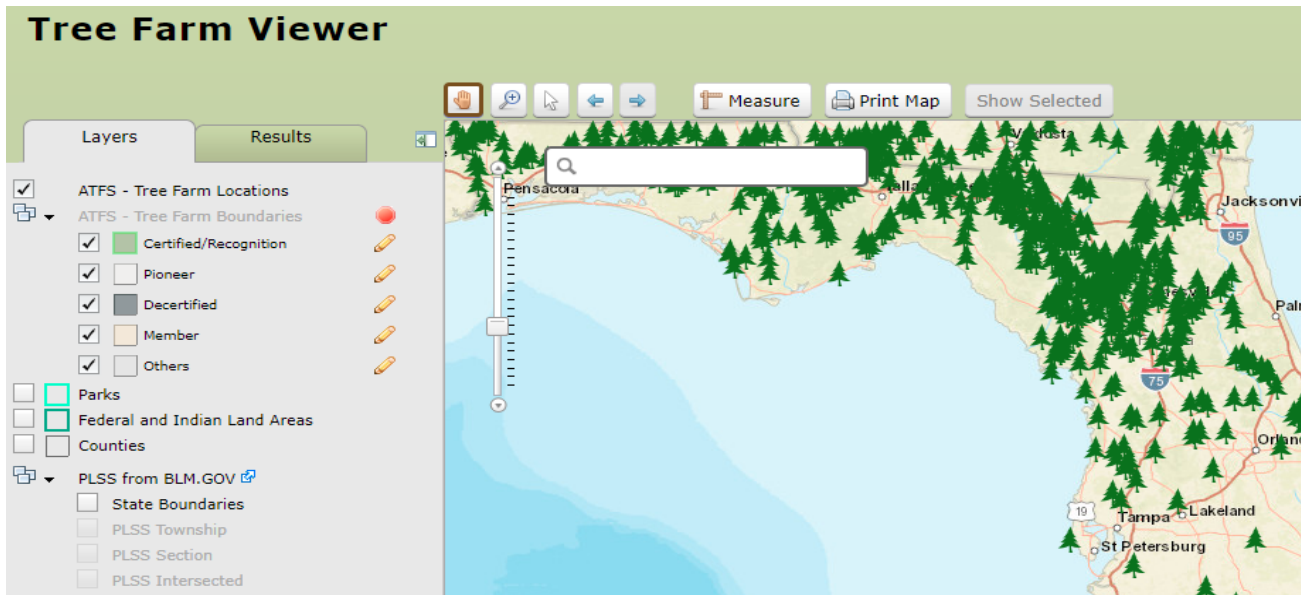 Tree Farm Viewer
Measure
Print Map
Show Selected
Layers
Results
ATFS - Tree Farm Locations
ATFS - Tree Farm Boundaries
Certified/Recognition
Pioneer
Decertified
Member
Others
Parks
Federal and Indian Land Areas
Counties
PLSS from BLM.GOV
State Boundaries
PLSS Township
PLSS Section
PLSS Intersected
Pensacola
Jacksonvi
95
Pal
75
Orlan
19
Tampa
Lakeland
St Petersburg